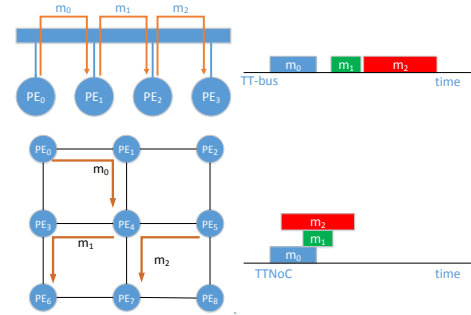 m0 m1 m2
PE0 PE1 PE2 PE3
m0 m1 m2
TT-bus time
PE0 PE1 PE2
m0
PE3 PE4 PE5
m1 m2
PE6 PE7 PE8
m2
m1
m0
TTNoC time